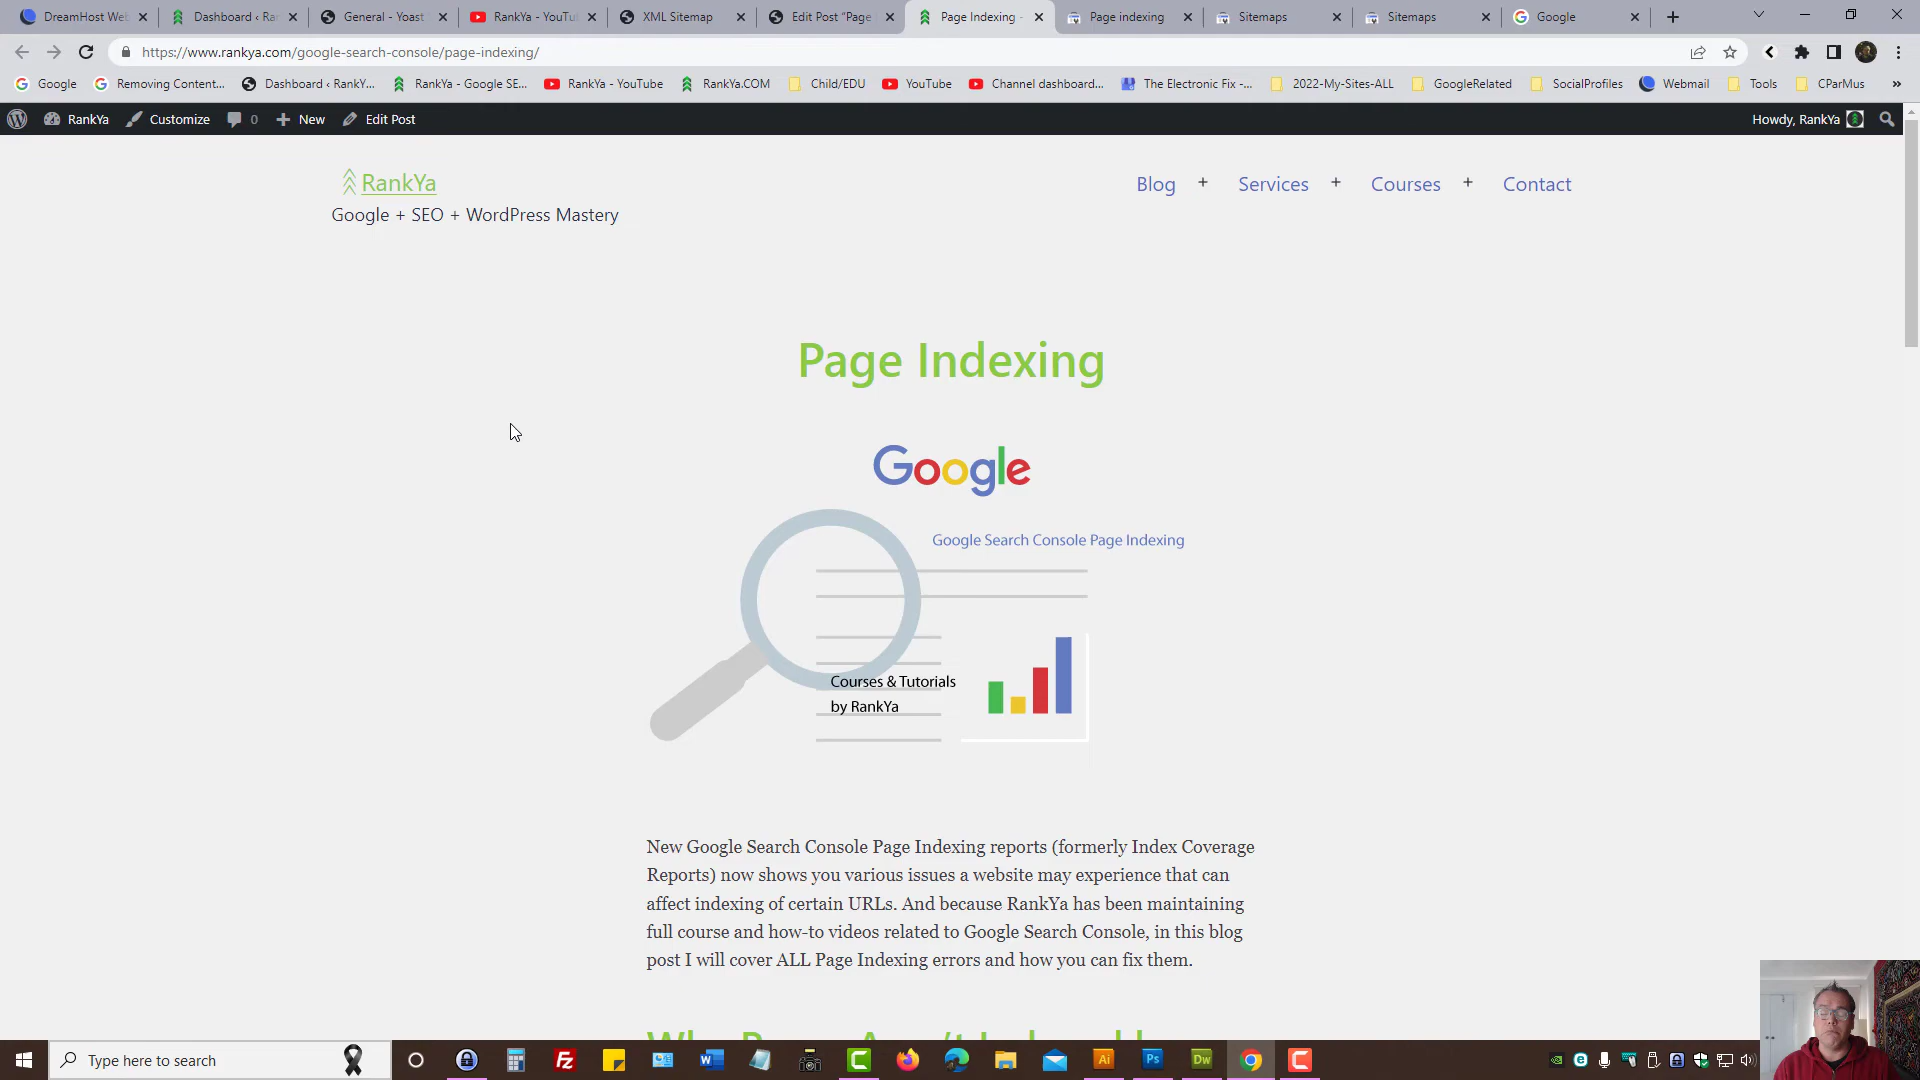 DreamHost Wel
Dashboard ‹ Ra
General - Yoast
RankYa - YouTu
XML Sitemap
Edit Post "Page
Page Indexing -
Page indexing
Sitemaps
Sitemaps
Google
https://www.rankya.com/google-search-console/page-indexing/
Google
Removing Content...
Dashboard ‹ RankY...
RankYa - Google SE...
RankYa - YouTube
RankYa.COM
Child/EDU
YouTube
Channel dashboard...
The Electronic Fix -...
2022-My-Sites-ALL
GoogleRelated
SocialProfiles
Webmail
Tools
CParMus
»
RankYa
Customize
0
New
Edit Post
Howdy, RankYa
RankYa
Google + SEO + WordPress Mastery
Blog +
Services +
Courses +
Contact
Page Indexing
Google
Google Search Console Page Indexing
Courses & Tutorials
by RankYa
New Google Search Console Page Indexing reports (formerly Index Coverage
Reports) now shows you various issues a website may experience that can
affect indexing of certain URLs. And because RankYa has been maintaining
full course and how-to videos related to Google Search Console, in this blog
post I will cover ALL Page Indexing errors and how you can fix them.
Type here to search
Fz
W
Ai
Ps
Dw